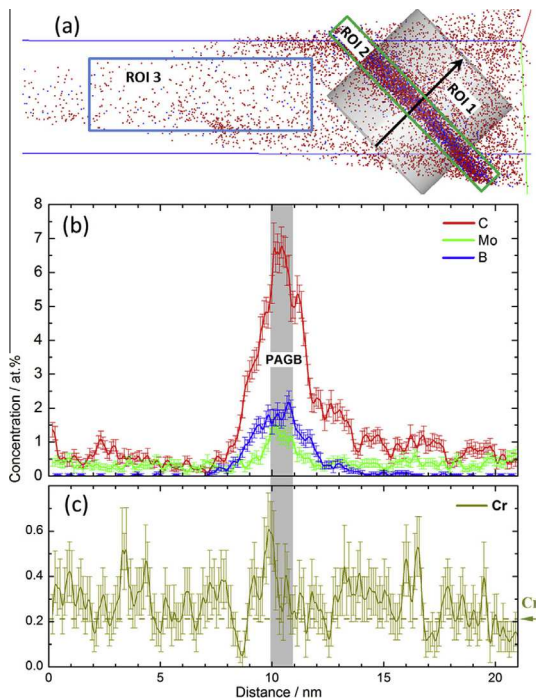 (a)
ROI 3
ROI 2
ROI 1
(b)
C
Mo
B
PAGB
8
7
6
5
4
3
2
1
0
Concentration / at.%
(c)
Cr
0.6
0.4
0.2
0.0
Cr
0 5 10 15 20
Distance / nm